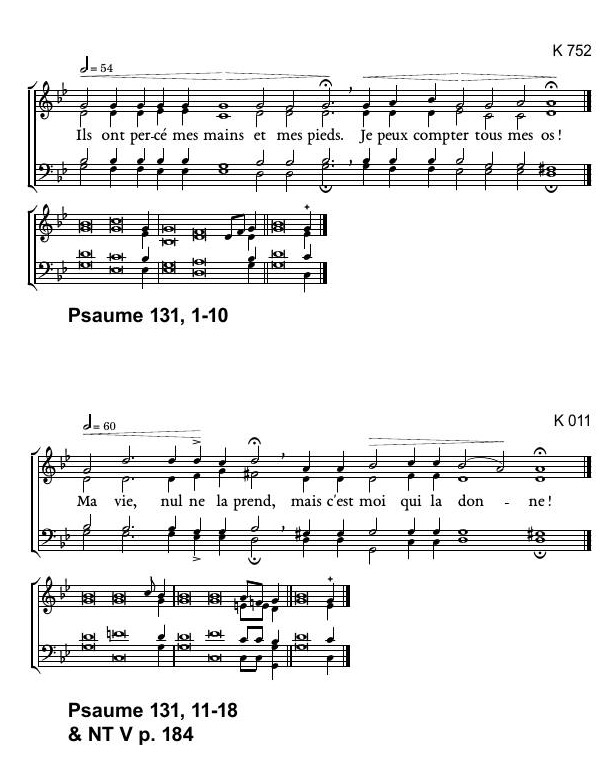 K 752
𝅗𝅥 = 54
Ils ont per-cé mes mains et mes pieds. Je peux compter tous mes os !
Psaume 131, 1-10
K 011
𝅗𝅥 = 60
Ma vie, nul ne la prend, mais c'est moi qui la don - ne !
Psaume 131, 11-18
& NT V p. 184